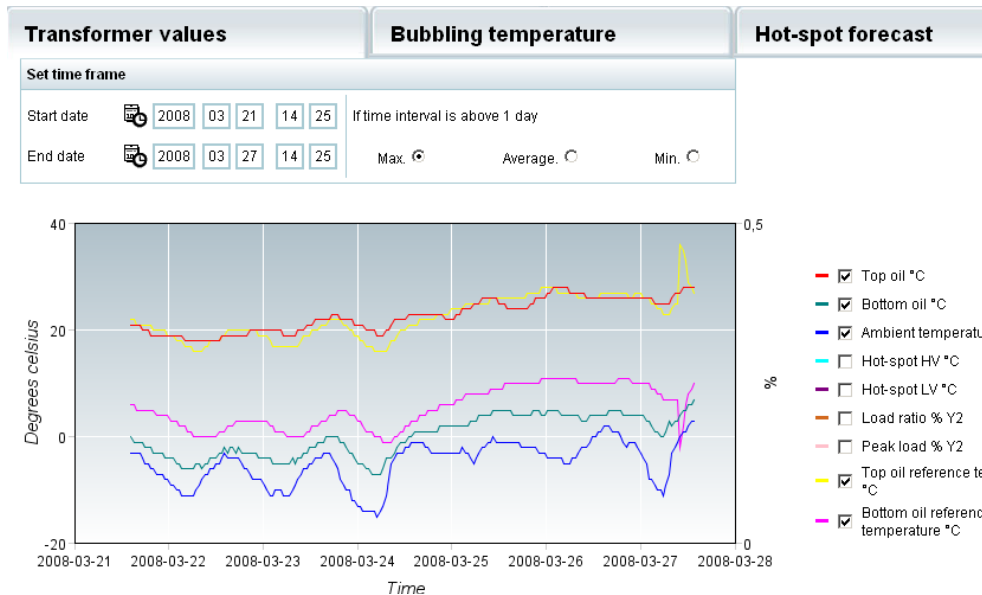 Transformer values
Bubbling temperature
Hot-spot forecast
Set time frame
Start date 2008 03 21 14 25 If time interval is above 1 day
End date 2008 03 27 14 25 Max. Average. Min.
40
20
0
-20
Degrees celsius
0,5
0
%
2008-03-21 2008-03-22 2008-03-23 2008-03-24 2008-03-25 2008-03-26 2008-03-27 2008-03-28
Time
Top oil °C
Bottom oil °C
Ambient temperatu
Hot-spot HV °C
Hot-spot LV °C
Load ratio % Y2
Peak load % Y2
Top oil reference te
°C
Bottom oil referenc
temperature °C